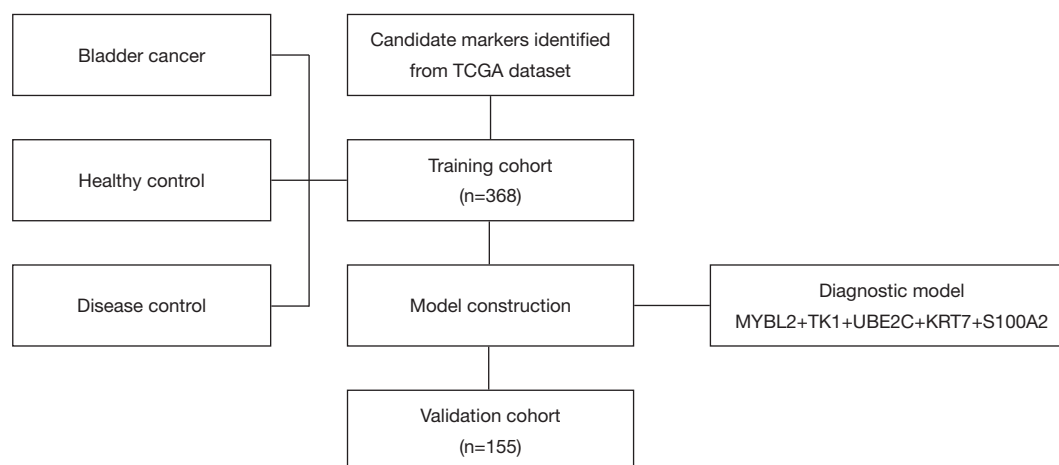 Bladder cancer
Candidate markers identified
from TCGA dataset
Healthy control
Training cohort
(n=368)
Disease control
Model construction
Diagnostic model
MYBL2+TK1+UBE2C+KRT7+S100A2
Validation cohort
(n=155)